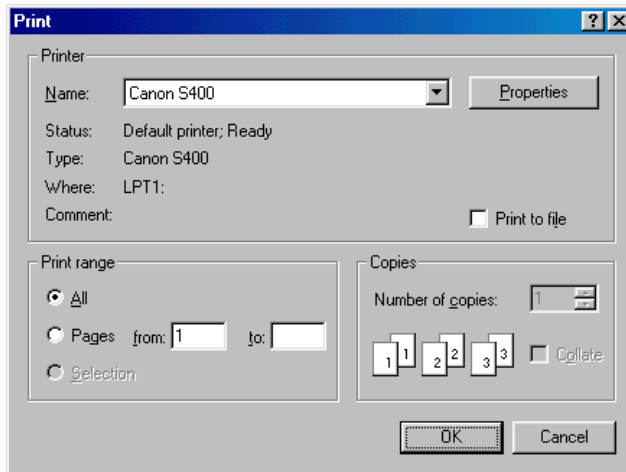 Print
Printer
Name: Canon S400 Properties
Status: Default printer; Ready
Type: Canon S400
Where: LPT1:
Comment: Print to file
Print range
All
Pages from: 1 to:
Selection
Copies
Number of copies: 1
1 1 2 2 3 3 Collate
OK Cancel